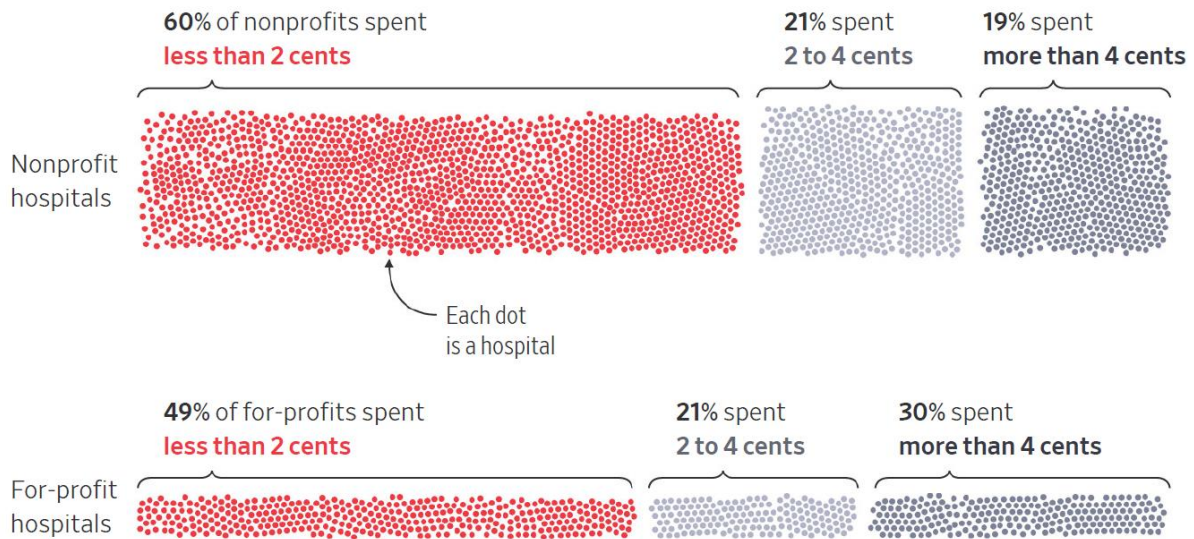 60% of nonprofits spent
less than 2 cents
21% spent
2 to 4 cents
19% spent
more than 4 cents
Nonprofit
hospitals
Each dot
is a hospital
49% of for-profits spent
less than 2 cents
21% spent
2 to 4 cents
30% spent
more than 4 cents
For-profit
hospitals